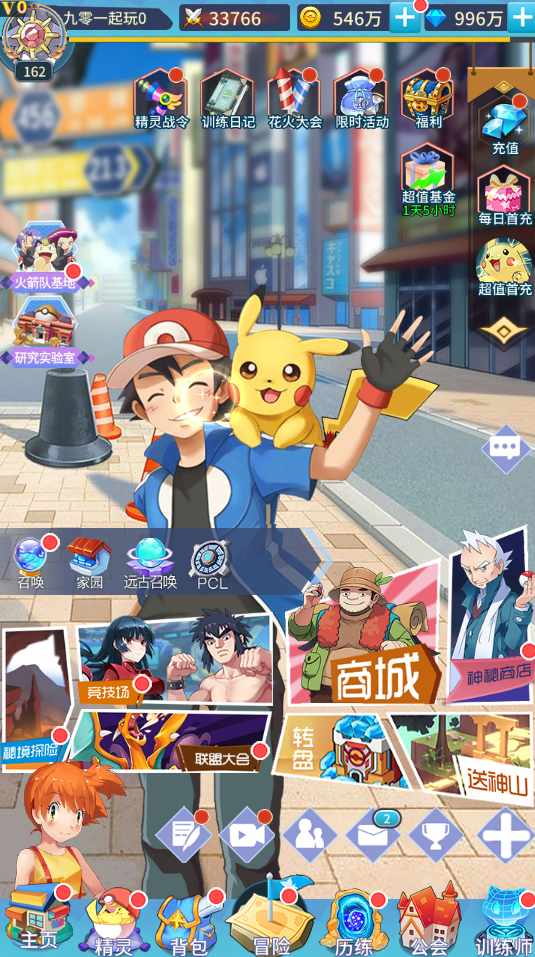 V0
九零一起玩0
33766
546万
996万
162
精灵战令
训练日记
花火大会
限时活动
福利
充值
456
213
超值基金
1天5小时
每日首充
火箭队基地
超值首充
研究实验室
召唤
家园
远古召唤
PCL
竞技场
商城
神秘商店
秘境探险
联盟大会
转盘
送神山
2
主页
精灵
背包
冒险
历练
公会
训练师